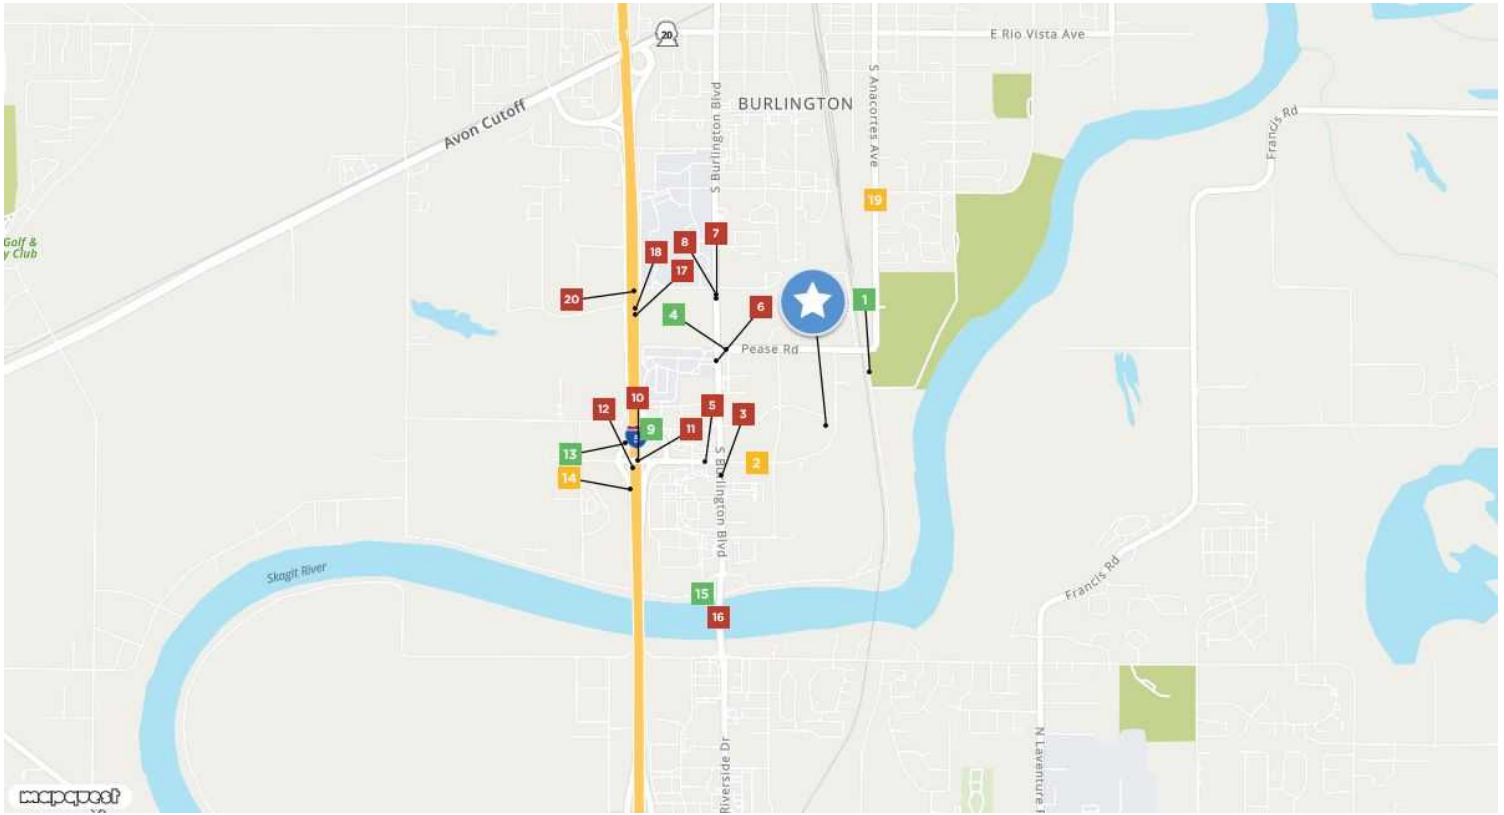 20
E Rio Vista Ave
S Burlington Blvd
BURLINGTON
S Anacortes Ave
Avon Cutoff
Francis Rd
19
7
8
18
17
Golf &
y Club
20
1
4
6
Pease Rd
10
12
5
3
9
11
5
13
2
14
S Burlington Blvd
Skagit River
Francis Rd
15
16
Riverside Dr
N Laventure R
mapquest